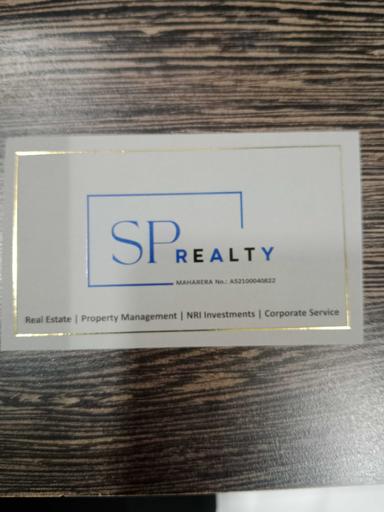 SP REALTY
MAHARERA No.: A52100040822
Real Estate | Property Management | NRI Investments | Corporate Service